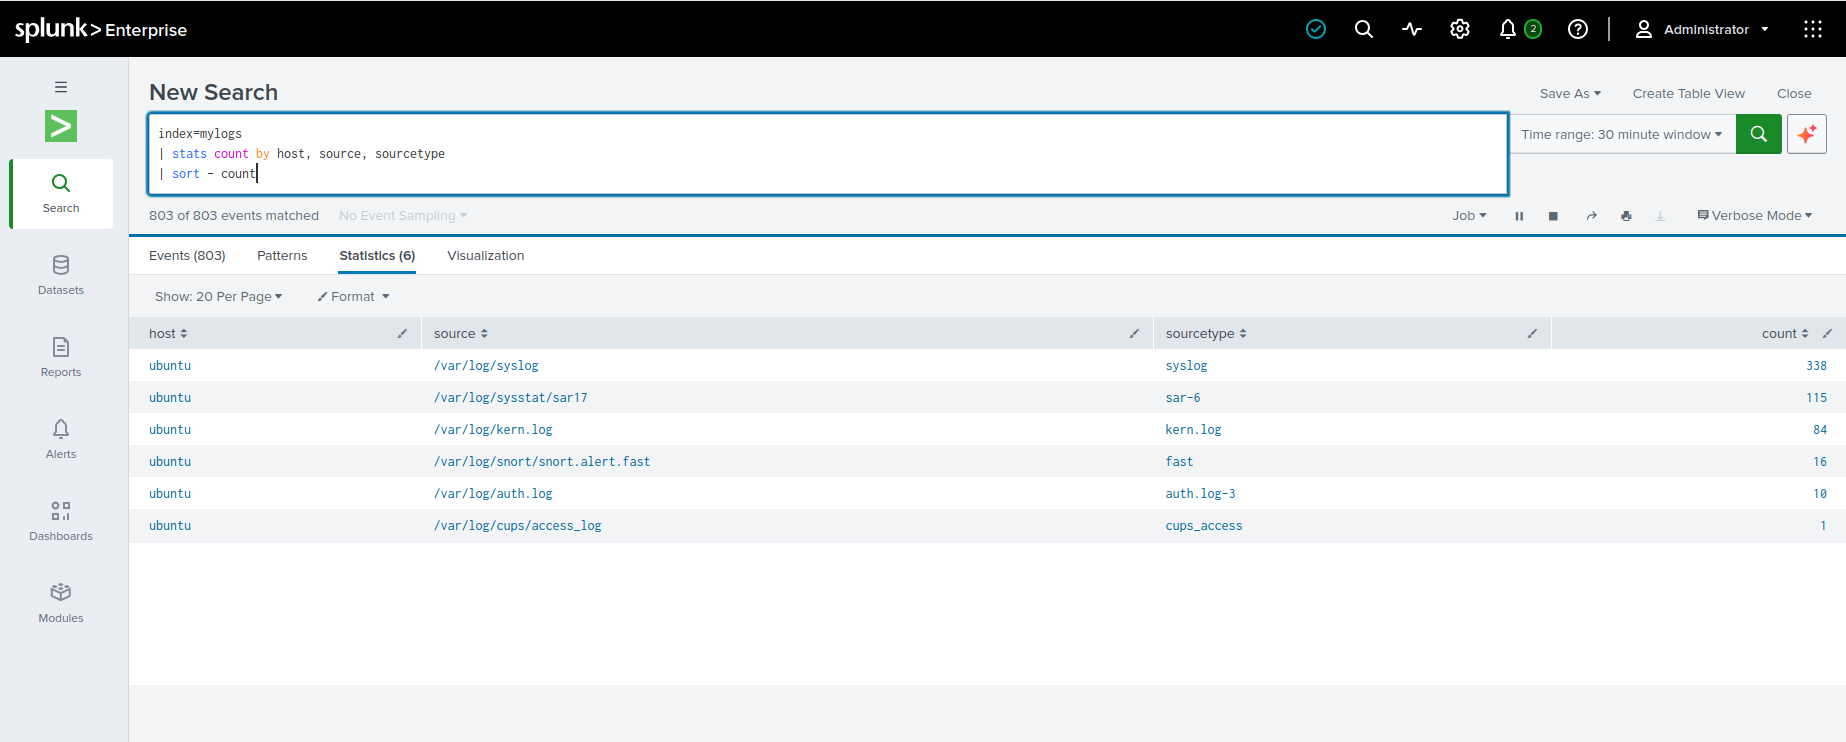 splunk> Enterprise
2
Administrator
New Search
Save As
Create Table View
Close
index=mylogs
| stats count by host, source, sourcetype
| sort - count
Time range: 30 minute window
803 of 803 events matched
No Event Sampling
Job
Verbose Mode
Search
Datasets
Reports
Alerts
Dashboards
Modules
Events (803) Patterns Statistics (6) Visualization
Show: 20 Per Page Format
host source sourcetype count
ubuntu /var/log/syslog syslog 338
ubuntu /var/log/sysstat/sar17 sar-6 115
ubuntu /var/log/kern.log kern.log 84
ubuntu /var/log/snort/snort.alert.fast fast 16
ubuntu /var/log/auth.log auth.log-3 10
ubuntu /var/log/cups/access_log cups_access 1